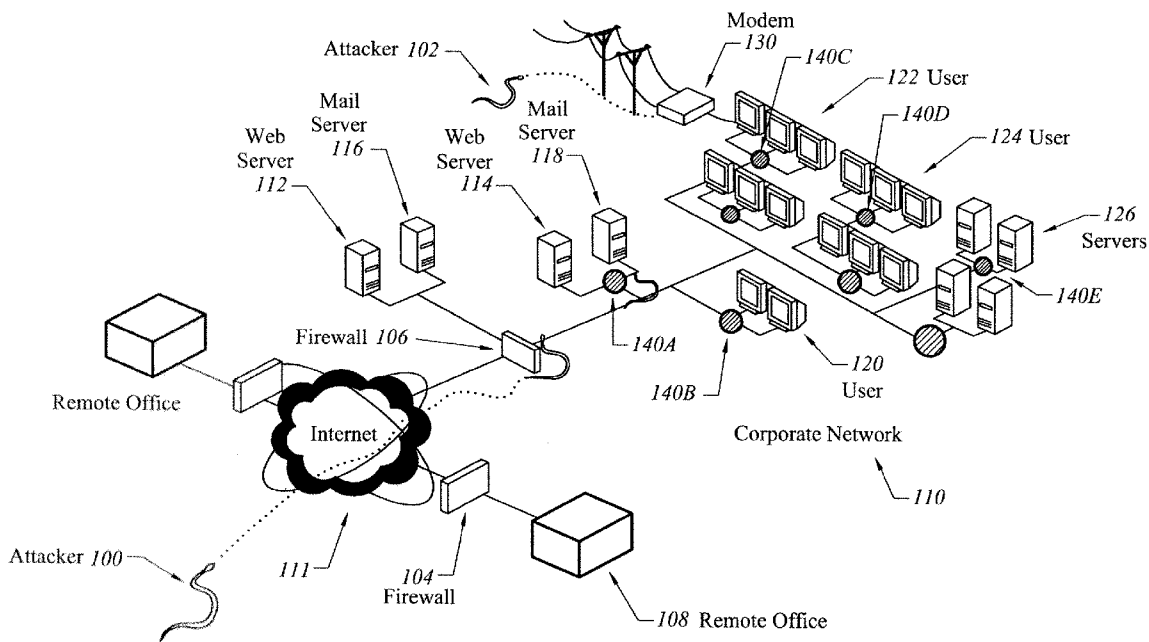 Modem
130
Attacker 102
140C
122 User
140D
124 User
Mail
Server
116
Web
Server
112
Mail
Server
118
Web
Server
114
126
Servers
140E
Firewall 106
140A
120
User
140B
Remote Office
Internet
Corporate Network
110
Attacker 100
111
104
Firewall
108 Remote Office